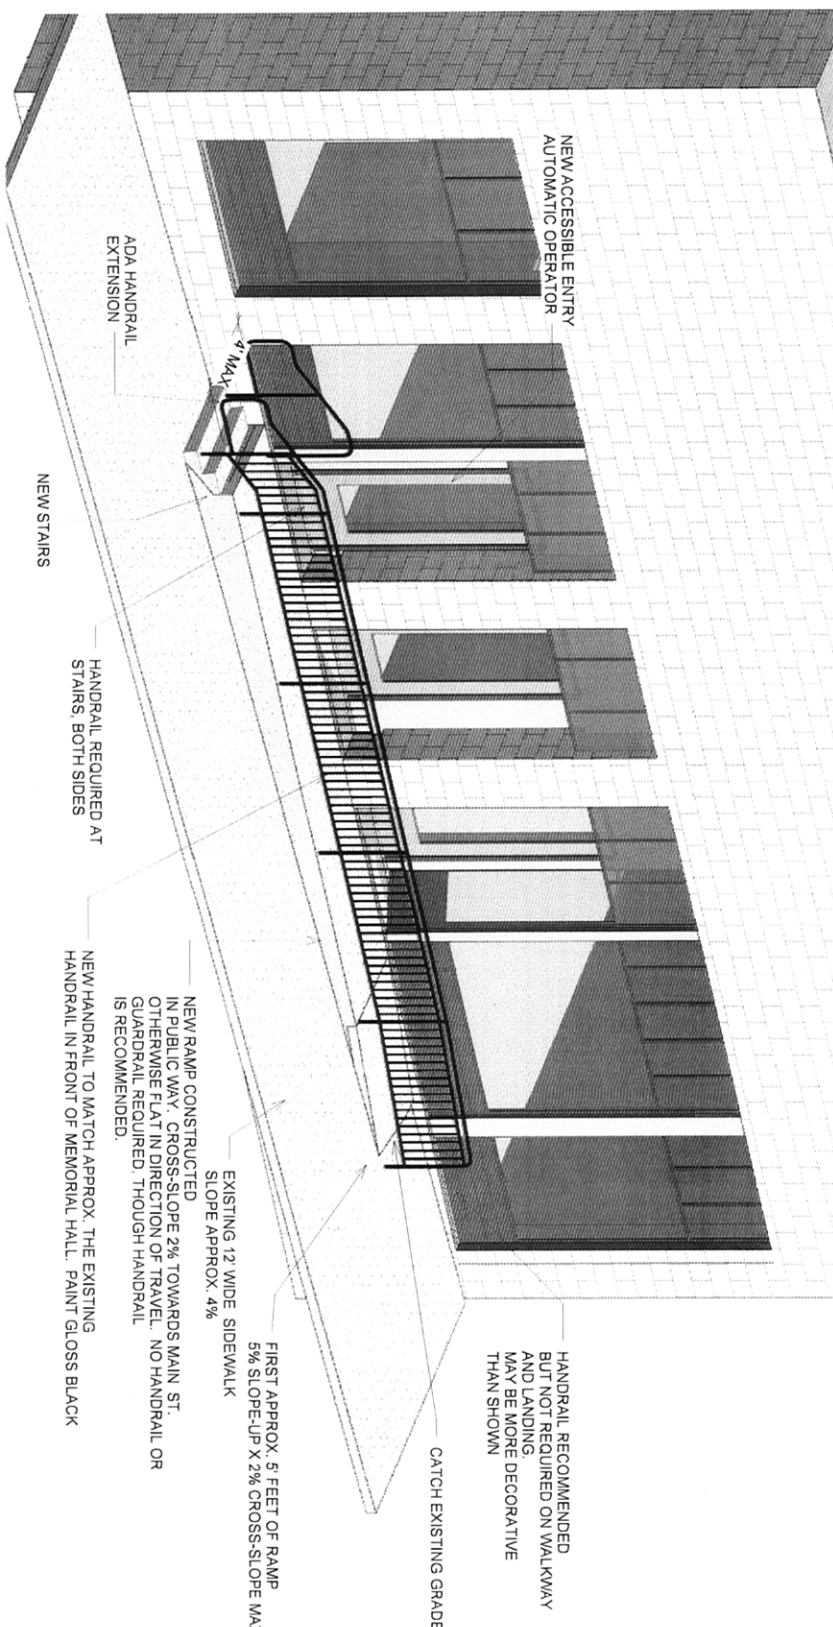 NEW ACCESSIBLE ENTRY
AUTOMATIC OPERATOR
HANDRAIL RECOMMENDED
BUT NOT REQUIRED ON WALKWAY
AND LANDING.
MAY BE MORE DECORATIVE
THAN SHOWN
CATCH EXISTING GRADE
FIRST APPROX. 5' FEET OF RAMP
5% SLOPE-UP X 2% CROSS-SLOPE MAX
EXISTING 12' WIDE SIDEWALK
SLOPE APPROX. 4%
NEW RAMP CONSTRUCTED
IN PUBLIC WAY. CROSS-SLOPE 2% TOWARDS MAIN ST.
OTHERWISE FLAT IN DIRECTION OF TRAVEL. NO HANDRAIL OR
GUARDRAIL REQUIRED, THOUGH HANDRAIL
IS RECOMMENDED.
NEW HANDRAIL TO MATCH APPROX. THE EXISTING
HANDRAIL IN FRONT OF MEMORIAL HALL. PAINT GLOSS BLACK
HANDRAIL REQUIRED AT
STAIRS, BOTH SIDES
NEW STAIRS
ADA HANDRAIL
EXTENSION
4' MAX